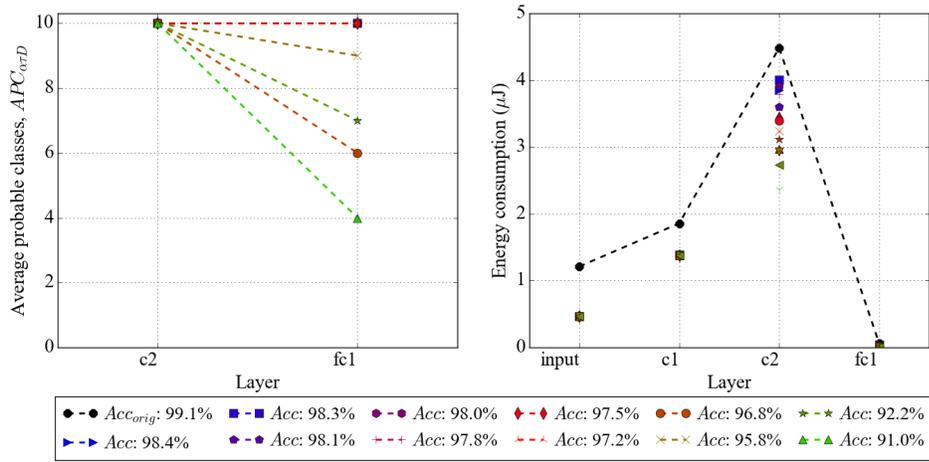 10
8
6
4
2
0
Average probable classes, APC_{αταD}
c2
fc1
Layer
5
4
3
2
1
0
Energy consumption (μJ)
input
c1
c2
fc1
Layer
Acc_{orig}: 99.1%
Acc: 98.3%
Acc: 98.0%
Acc: 97.5%
Acc: 96.8%
Acc: 92.2%
Acc: 98.4%
Acc: 98.1%
Acc: 97.8%
Acc: 97.2%
Acc: 95.8%
Acc: 91.0%